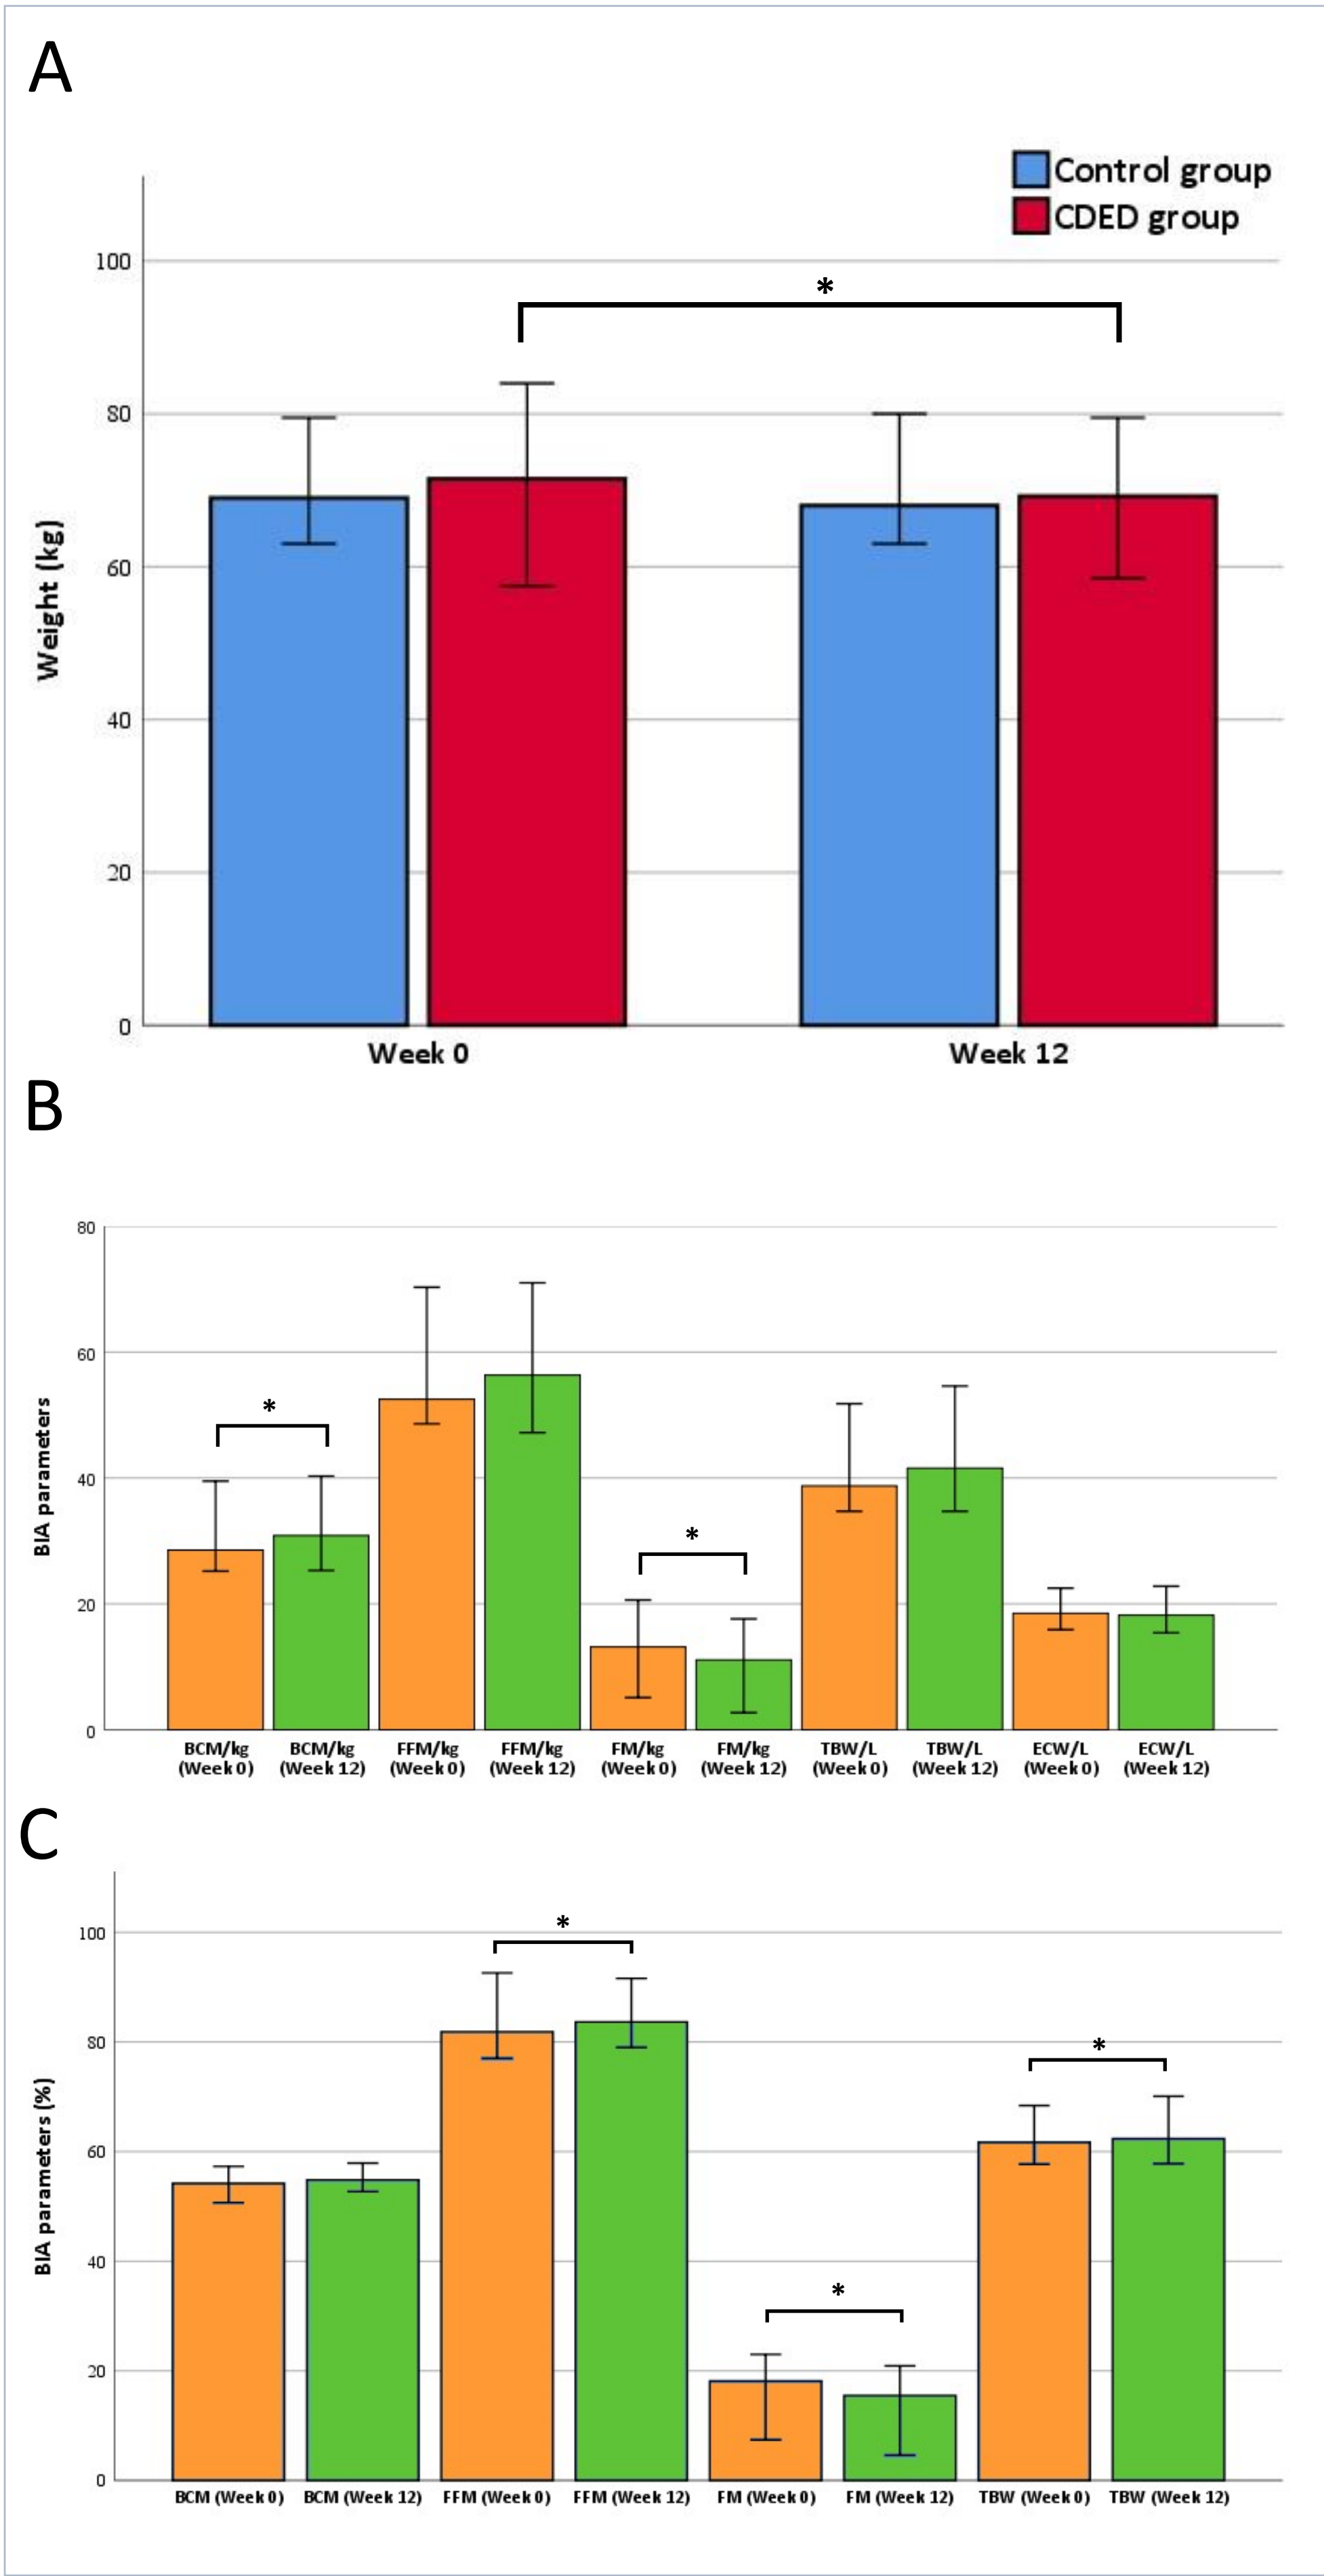 A
Control group
CDED group
100
*
80
60
40
20
0
Weight (kg)
Week 0
Week 12
B
80
60
40
20
0
BIA parameters
*
*
BCM/kg
(Week 0)
BCM/kg
(Week 12)
FFM/kg
(Week 0)
FFM/kg
(Week 12)
FM/kg
(Week 0)
FM/kg
(Week 12)
TBW/L
(Week 0)
TBW/L
(Week 12)
ECW/L
(Week 0)
ECW/L
(Week 12)
C
100
80
60
40
20
0
BIA parameters (%)
*
*
*
BCM (Week 0)
BCM (Week 12)
FFM (Week 0)
FFM (Week 12)
FM (Week 0)
FM (Week 12)
TBW (Week 0)
TBW (Week 12)